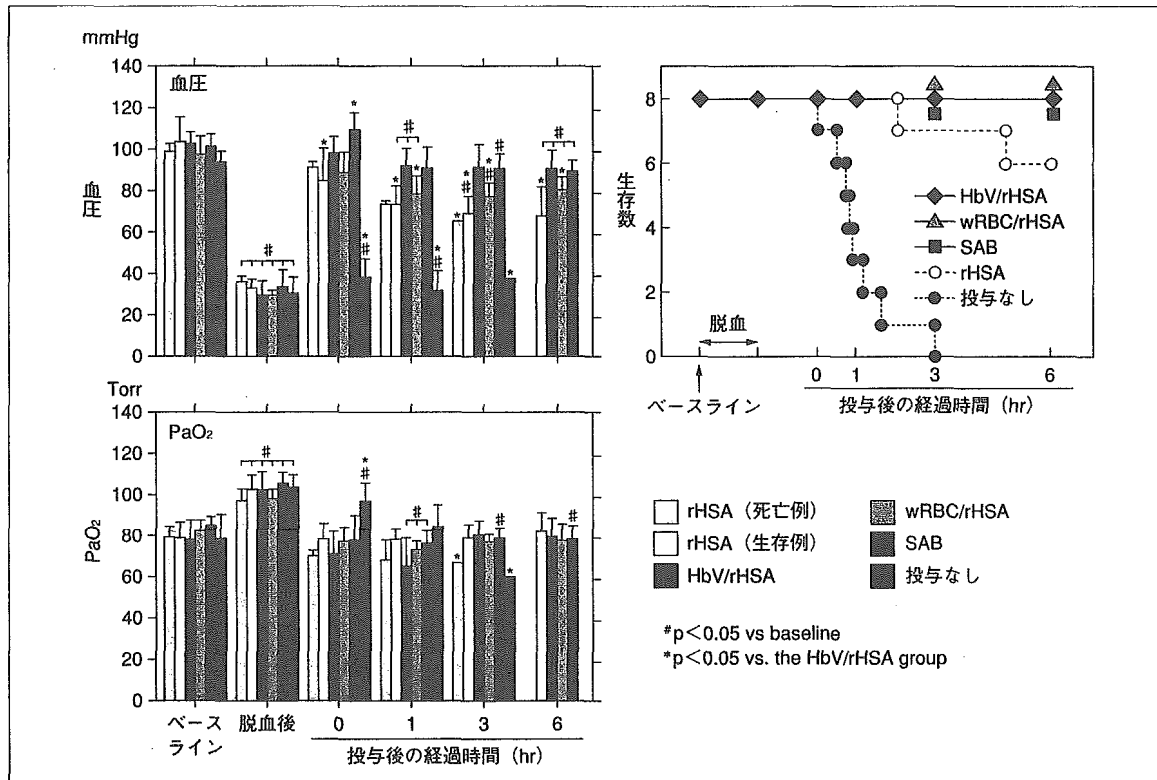 mmHg
140
120
100
80
60
40
20
0
血圧
血圧
#
*
*
*
#
#
*
*
*
*
#
*
*
#
*
#
*
#
#
*
*
#
*
*
Torr
140
120
100
80
60
40
20
0
PaO₂
PaO₂
#
*
#
#
*
#
*
#
ベースライン
脱血後
0
1
3
6
投与後の経過時間（hr）
8
6
4
2
0
生存数
HbV/rHSA
wRBC/rHSA
SAB
rHSA
投与なし
脱血
ベースライン
0
1
3
6
投与後の経過時間（hr）
rHSA（死亡例）
rHSA（生存例）
HbV/rHSA
wRBC/rHSA
SAB
投与なし
#p＜0.05 vs baseline
*p＜0.05 vs. the HbV/rHSA group